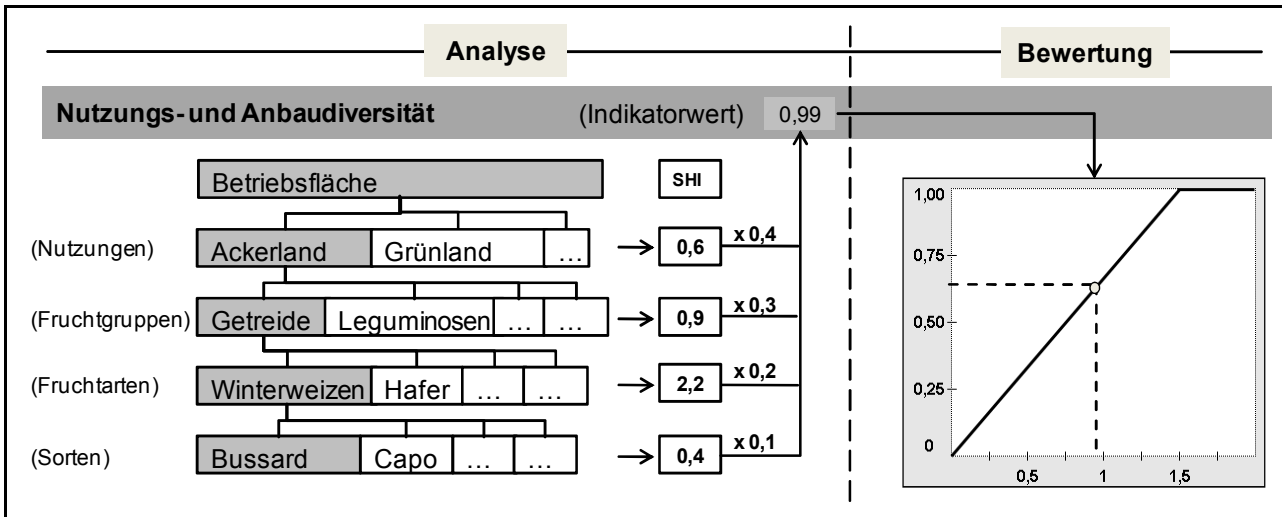 Analyse
Bewertung
Nutzungs- und Anbaudiversität (Indikatorwert) 0,99
Betriebsfläche SHI
(Nutzungen) Ackerland Grünland ... 0,6 x 0,4
(Fruchtgruppen) Getreide Leguminosen ... ... 0,9 x 0,3
(Fruchtarten) Winterweizen Hafer ... ... 2,2 x 0,2
(Sorten) Bussard Capo ... ... 0,4 x 0,1
1,00
0,75
0,50
0,25
0
0,5 1 1,5